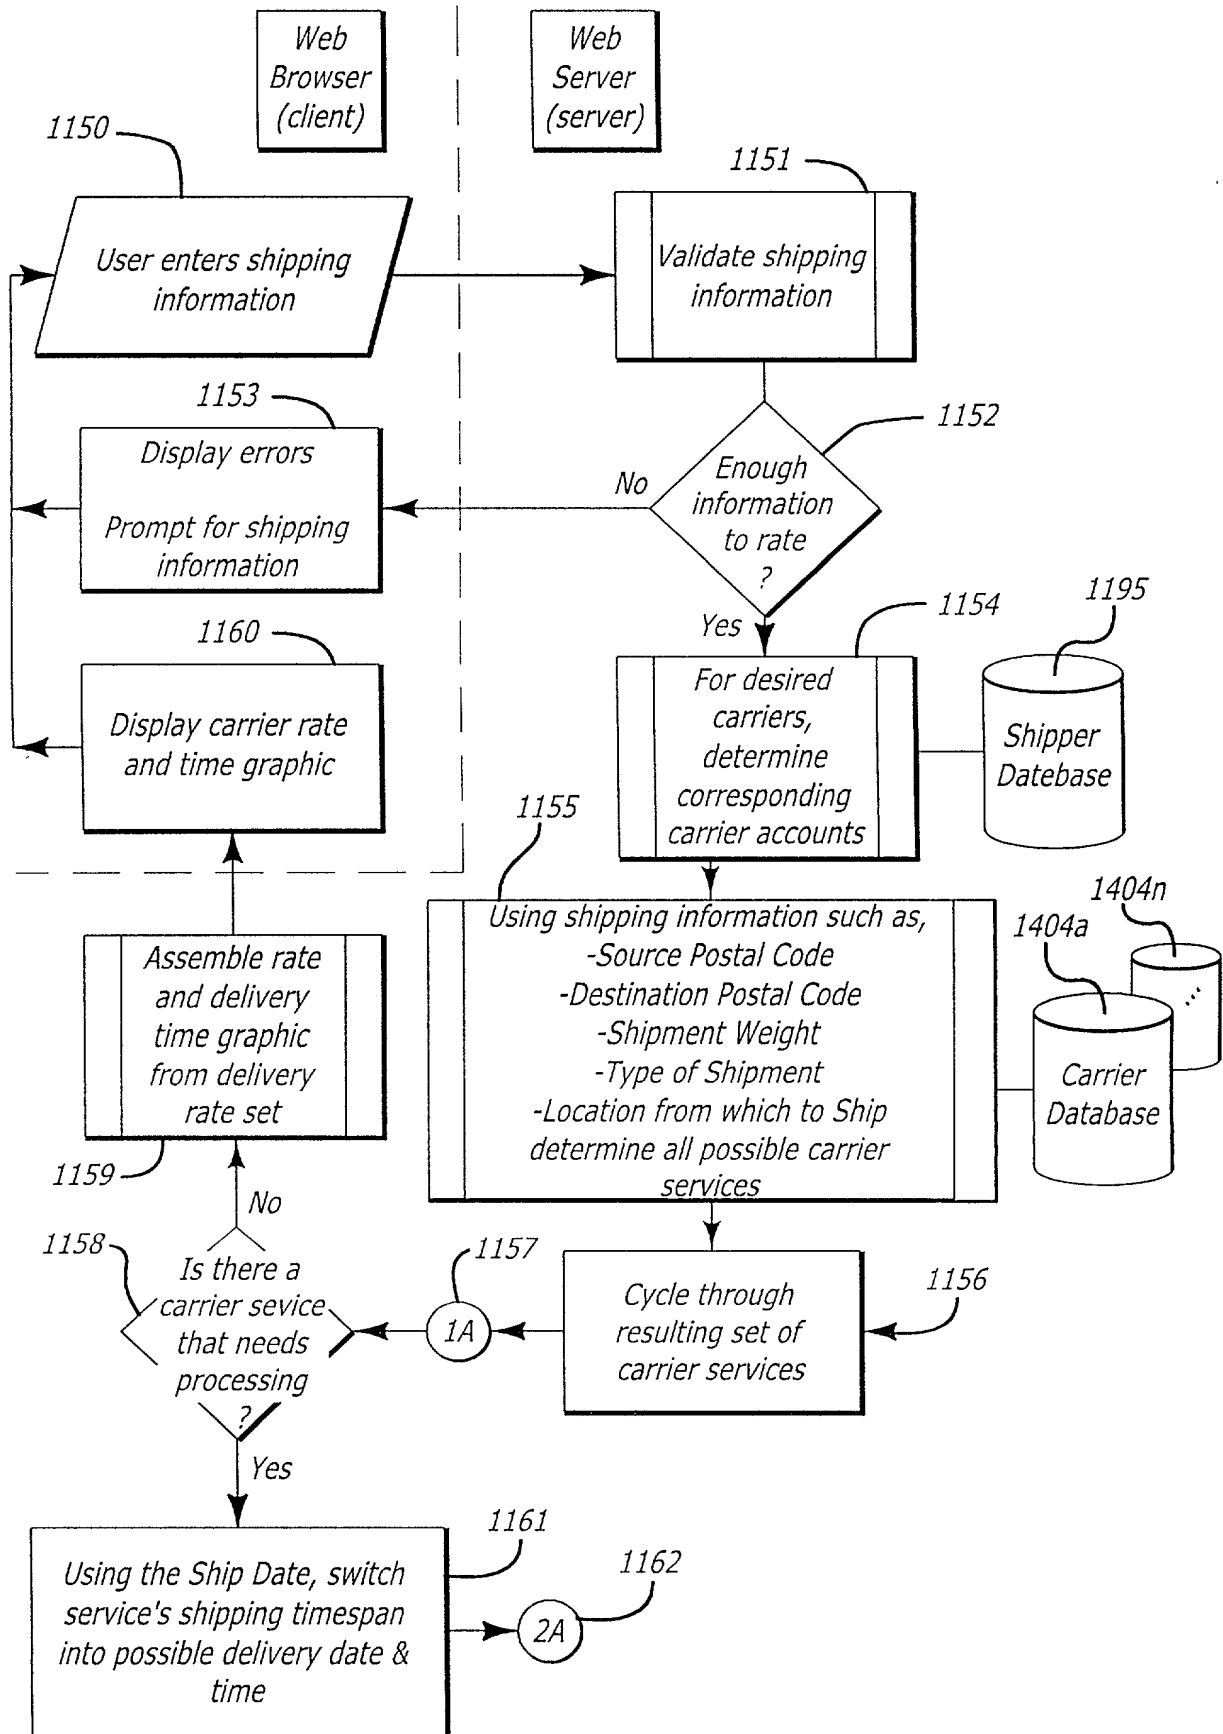 Web
Browser
(client)
Web
Server
(server)
1150
1151
User enters shipping
information
Validate shipping
information
1153
1152
Display errors
Prompt for shipping
information
No
Enough
information
to rate
?
Yes
1154
1195
1160
Display carrier rate
and time graphic
For desired
carriers,
determine
corresponding
carrier accounts
Shipper
Datebase
1155
1404n
1404a
Using shipping information such as,
-Source Postal Code
-Destination Postal Code
-Shipment Weight
-Type of Shipment
-Location from which to Ship
determine all possible carrier
services
Carrier
Database
Assemble rate
and delivery
time graphic
from delivery
rate set
1159
No
1158
Is there a
carrier sevice
that needs
processing
?
1157
1A
Cycle through
resulting set of
carrier services
1156
Yes
1161
Using the Ship Date, switch
service's shipping timespan
into possible delivery date &
time
1162
2A